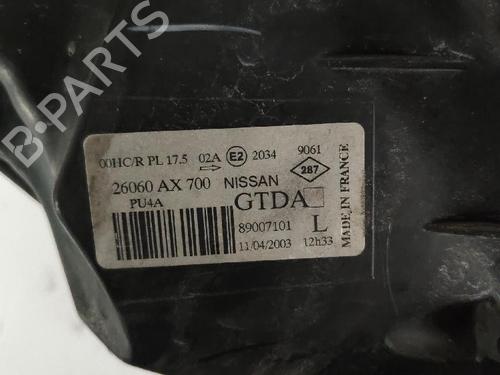 B-PARTS
00HC/R PL 17.5 02A E2 2034 9061
287
26060 AX 700 NISSAN
PU4A GTDA
89007101 L
11/04/2003 12h33
MADE IN FRANCE